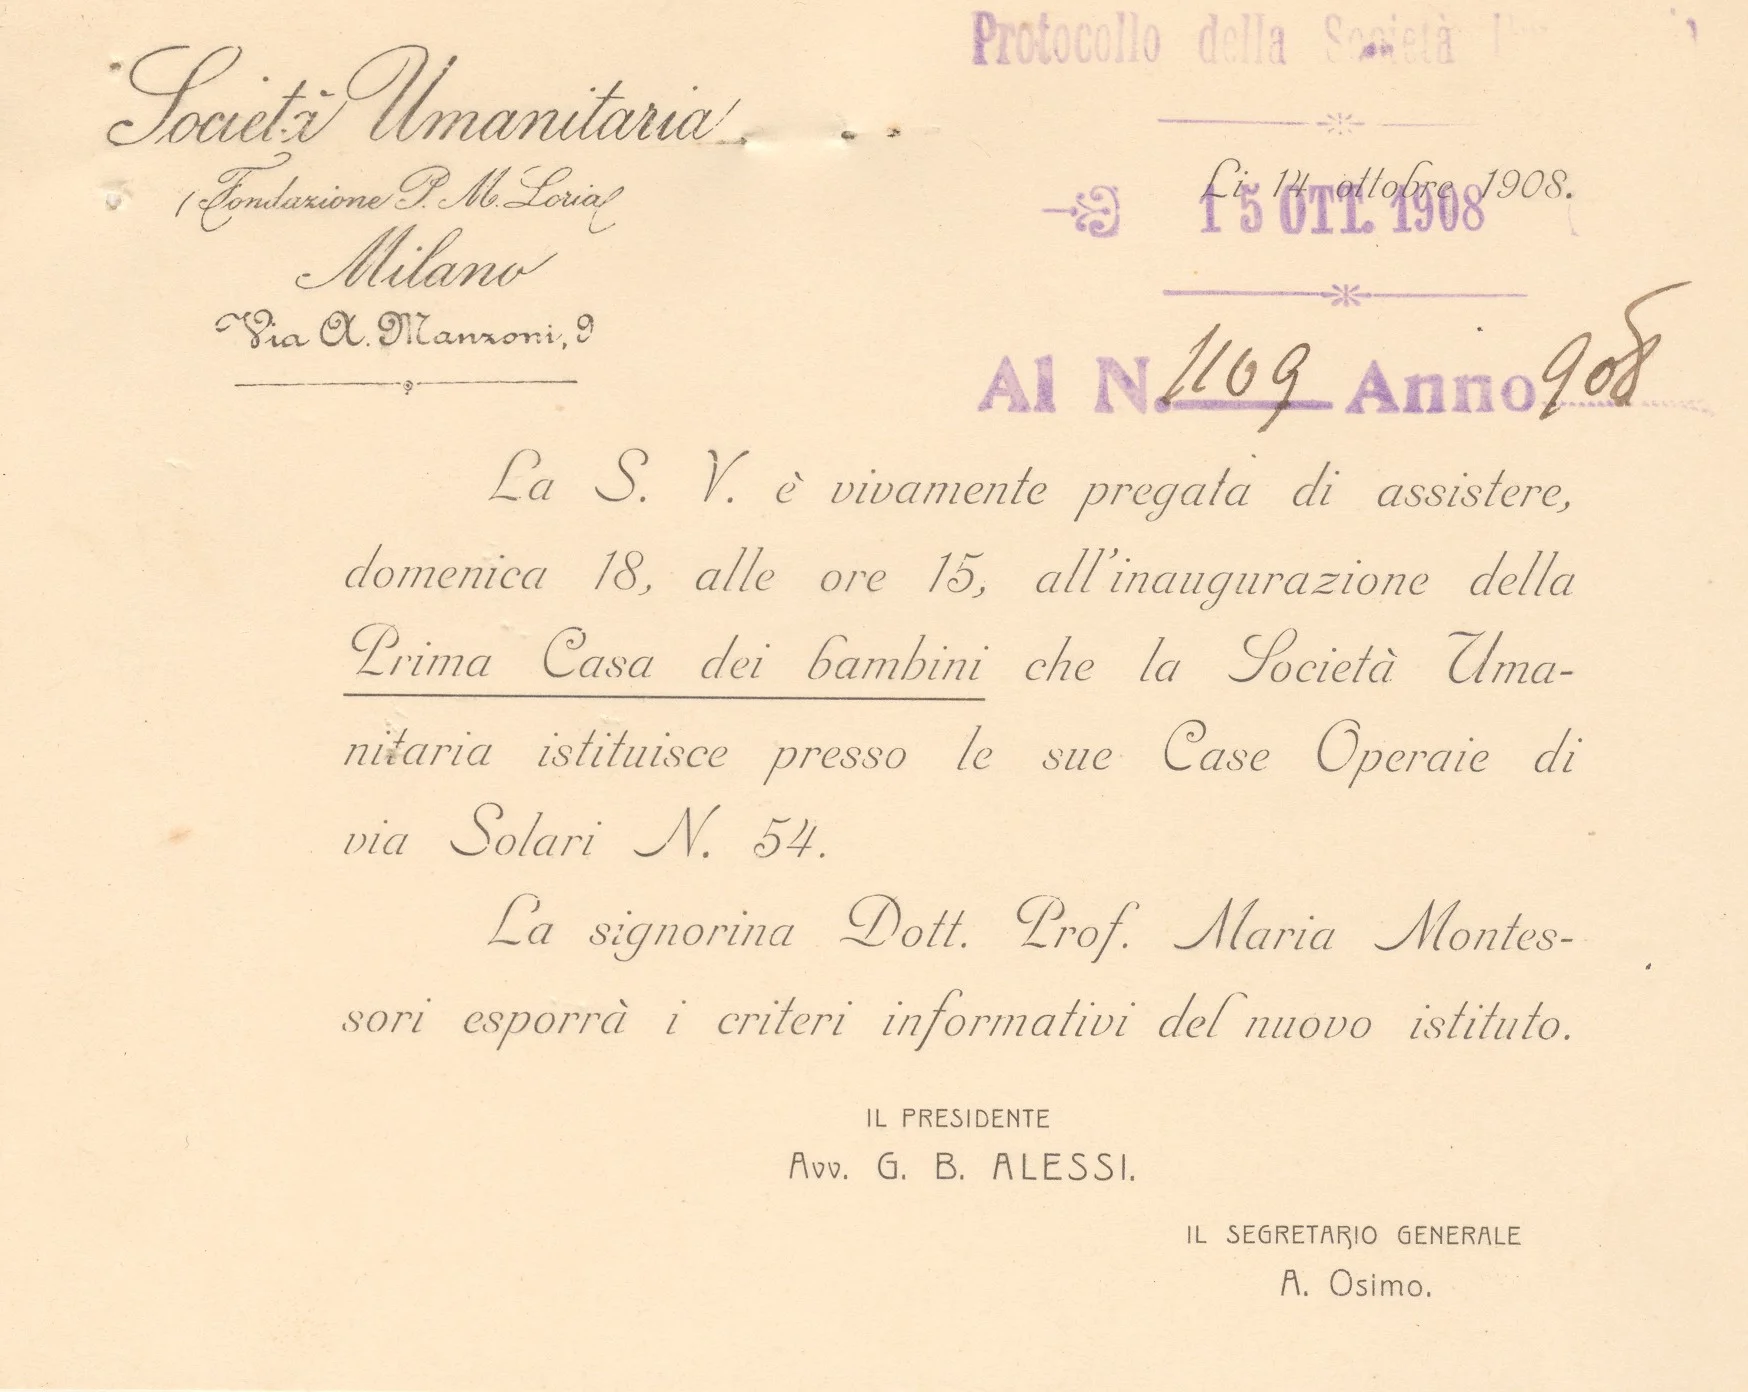 Società Umanitaria
(Fondazione P. M. Loria)
Milano
Via A. Manzoni, 9
Protocollo della Società
Li 14 ottobre 1908.
15 OTT. 1908
Al N. 1109 Anno 908
La S. V. è vivamente pregata di assistere,
domenica 18, alle ore 15, all'inaugurazione della
Prima Casa dei bambini che la Società Uma-
nitaria istituisce presso le sue Case Operaie di
via Solari N. 54.
La signorina Dott. Prof. Maria Montes-
sori esporrà i criteri informativi del nuovo istituto.
IL PRESIDENTE
Avv. G. B. ALESSI.
IL SEGRETARIO GENERALE
A. Osimo.